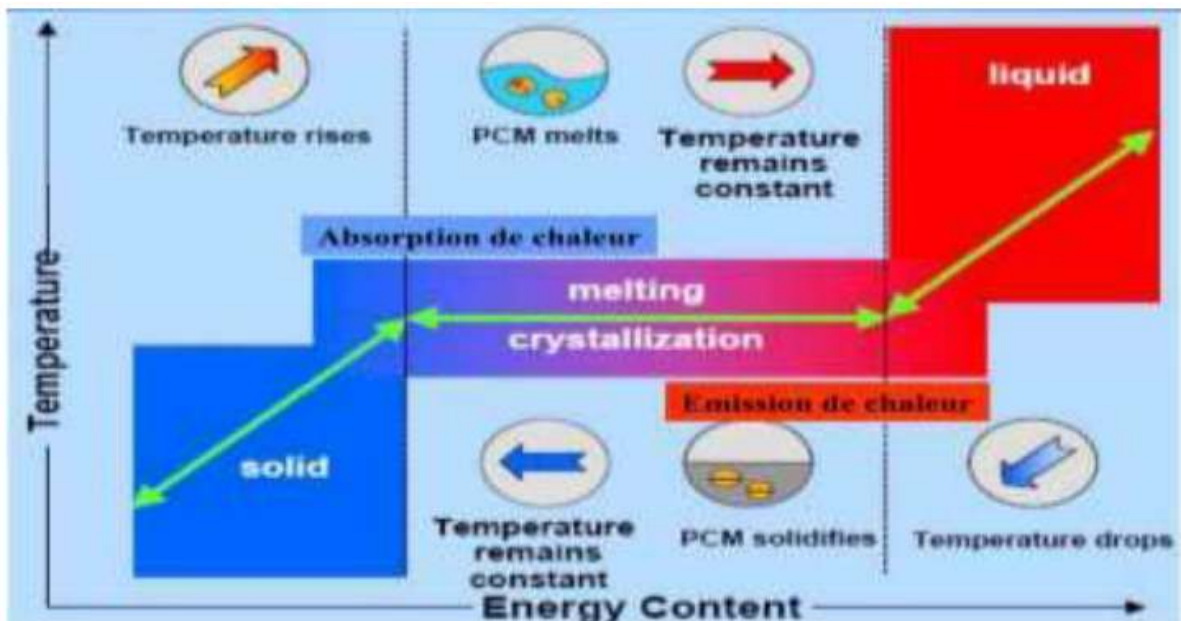 Temperature rises
PCM melts
Temperature
remains
constant
liquid
Absorption de chaleur
melting
crystallization
Emission de chaleur
solid
Temperature
remains
constant
PCM solidifies
Temperature drops
Temperature
Energy Content